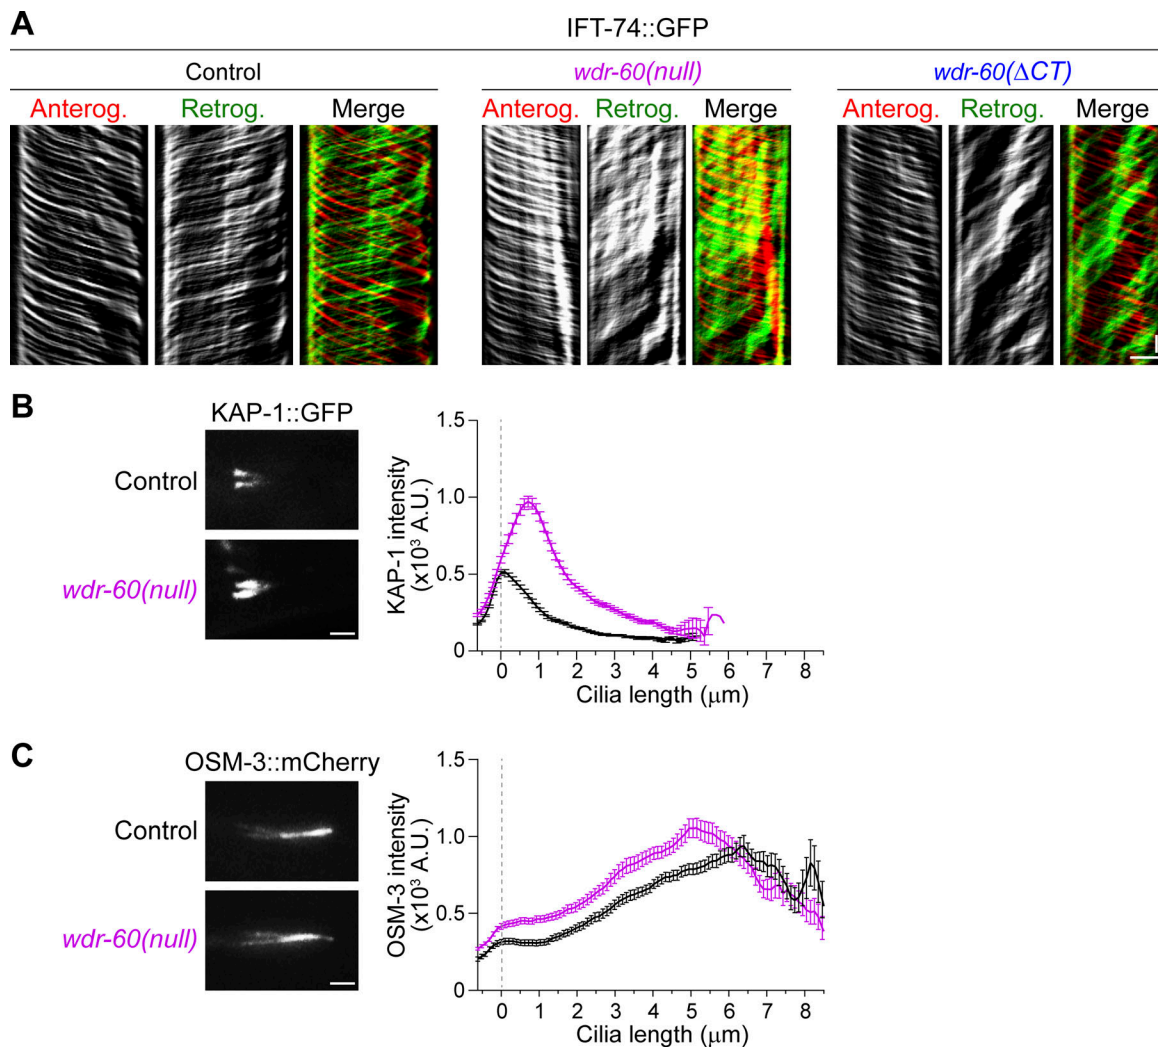 A
IFT-74::GFP
Control
wdr-60(null)
wdr-60(ΔCT)
Anterog. Retrog. Merge
Anterog. Retrog. Merge
Anterog. Retrog. Merge
B
KAP-1::GFP
Control
wdr-60(null)
KAP-1 intensity
(x10³ A.U.)
1.5
1.0
0.5
0
0 1 2 3 4 5 6 7 8
Cilia length (μm)
C
OSM-3::mCherry
Control
wdr-60(null)
OSM-3 intensity
(x10³ A.U.)
1.5
1.0
0.5
0
0 1 2 3 4 5 6 7 8
Cilia length (μm)